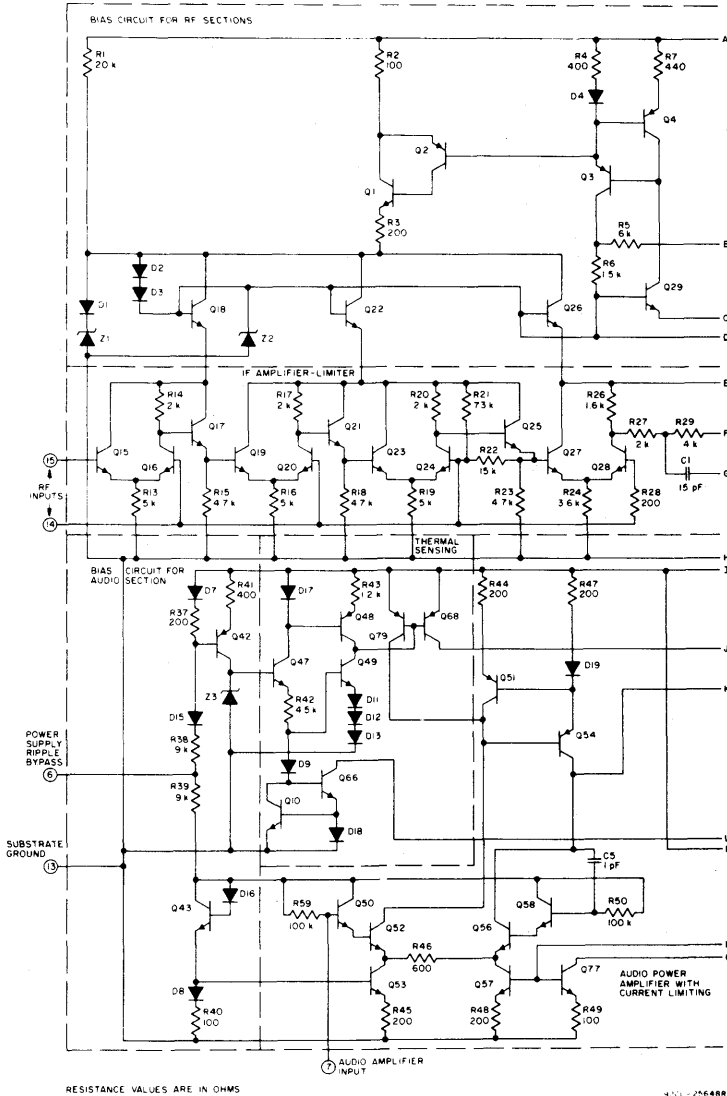 BIAS CIRCUIT FOR RF SECTIONS
A
R1
20 k
R2
100
R4
400
R7
440
D4
Q4
Q2
Q3
Q1
R3
200
R5
6 k
B
R6
1.5 k
D2
D3
Q18
Q22
Q26
Q29
C
D
D1
Z1
Z2
IF AMPLIFIER-LIMITER
E
R14
2 k
R17
2 k
R20
2 k
R21
73 k
R26
1.6 k
Q17
Q21
Q25
R27
2 k
R29
4 k
F
Q15
Q16
Q19
Q20
Q23
Q24
R22
15 k
Q27
Q28
C1
15 pF
G
15
RF
INPUTS
14
R13
5 k
R15
4.7 k
R16
5 k
R18
4.7 k
R19
5 k
R23
4.7 k
R24
3.6 k
R28
200
THERMAL
SENSING
H
BIAS CIRCUIT FOR
AUDIO SECTION
I
D7
R41
400
D17
R43
1.2 k
R44
200
R47
200
R37
200
Q42
Q48
Q79
Q68
J
Q47
Q49
Q51
D19
K
Z3
R42
4.5 k
D11
D12
D13
Q54
D15
POWER
SUPPLY
RIPPLE
BYPASS
6
R38
9 k
D9
Q66
R39
9 k
Q10
D18
L
SUBSTRATE
GROUND
13
C5
1 pF
Q43
D16
R59
100 k
Q50
Q52
Q56
Q58
R50
100 k
R46
600
D8
Q53
Q57
Q77
AUDIO POWER
AMPLIFIER WITH
CURRENT LIMITING
R40
100
R45
200
R48
200
R49
100
7 AUDIO AMPLIFIER
INPUT
RESISTANCE VALUES ARE IN OHMS